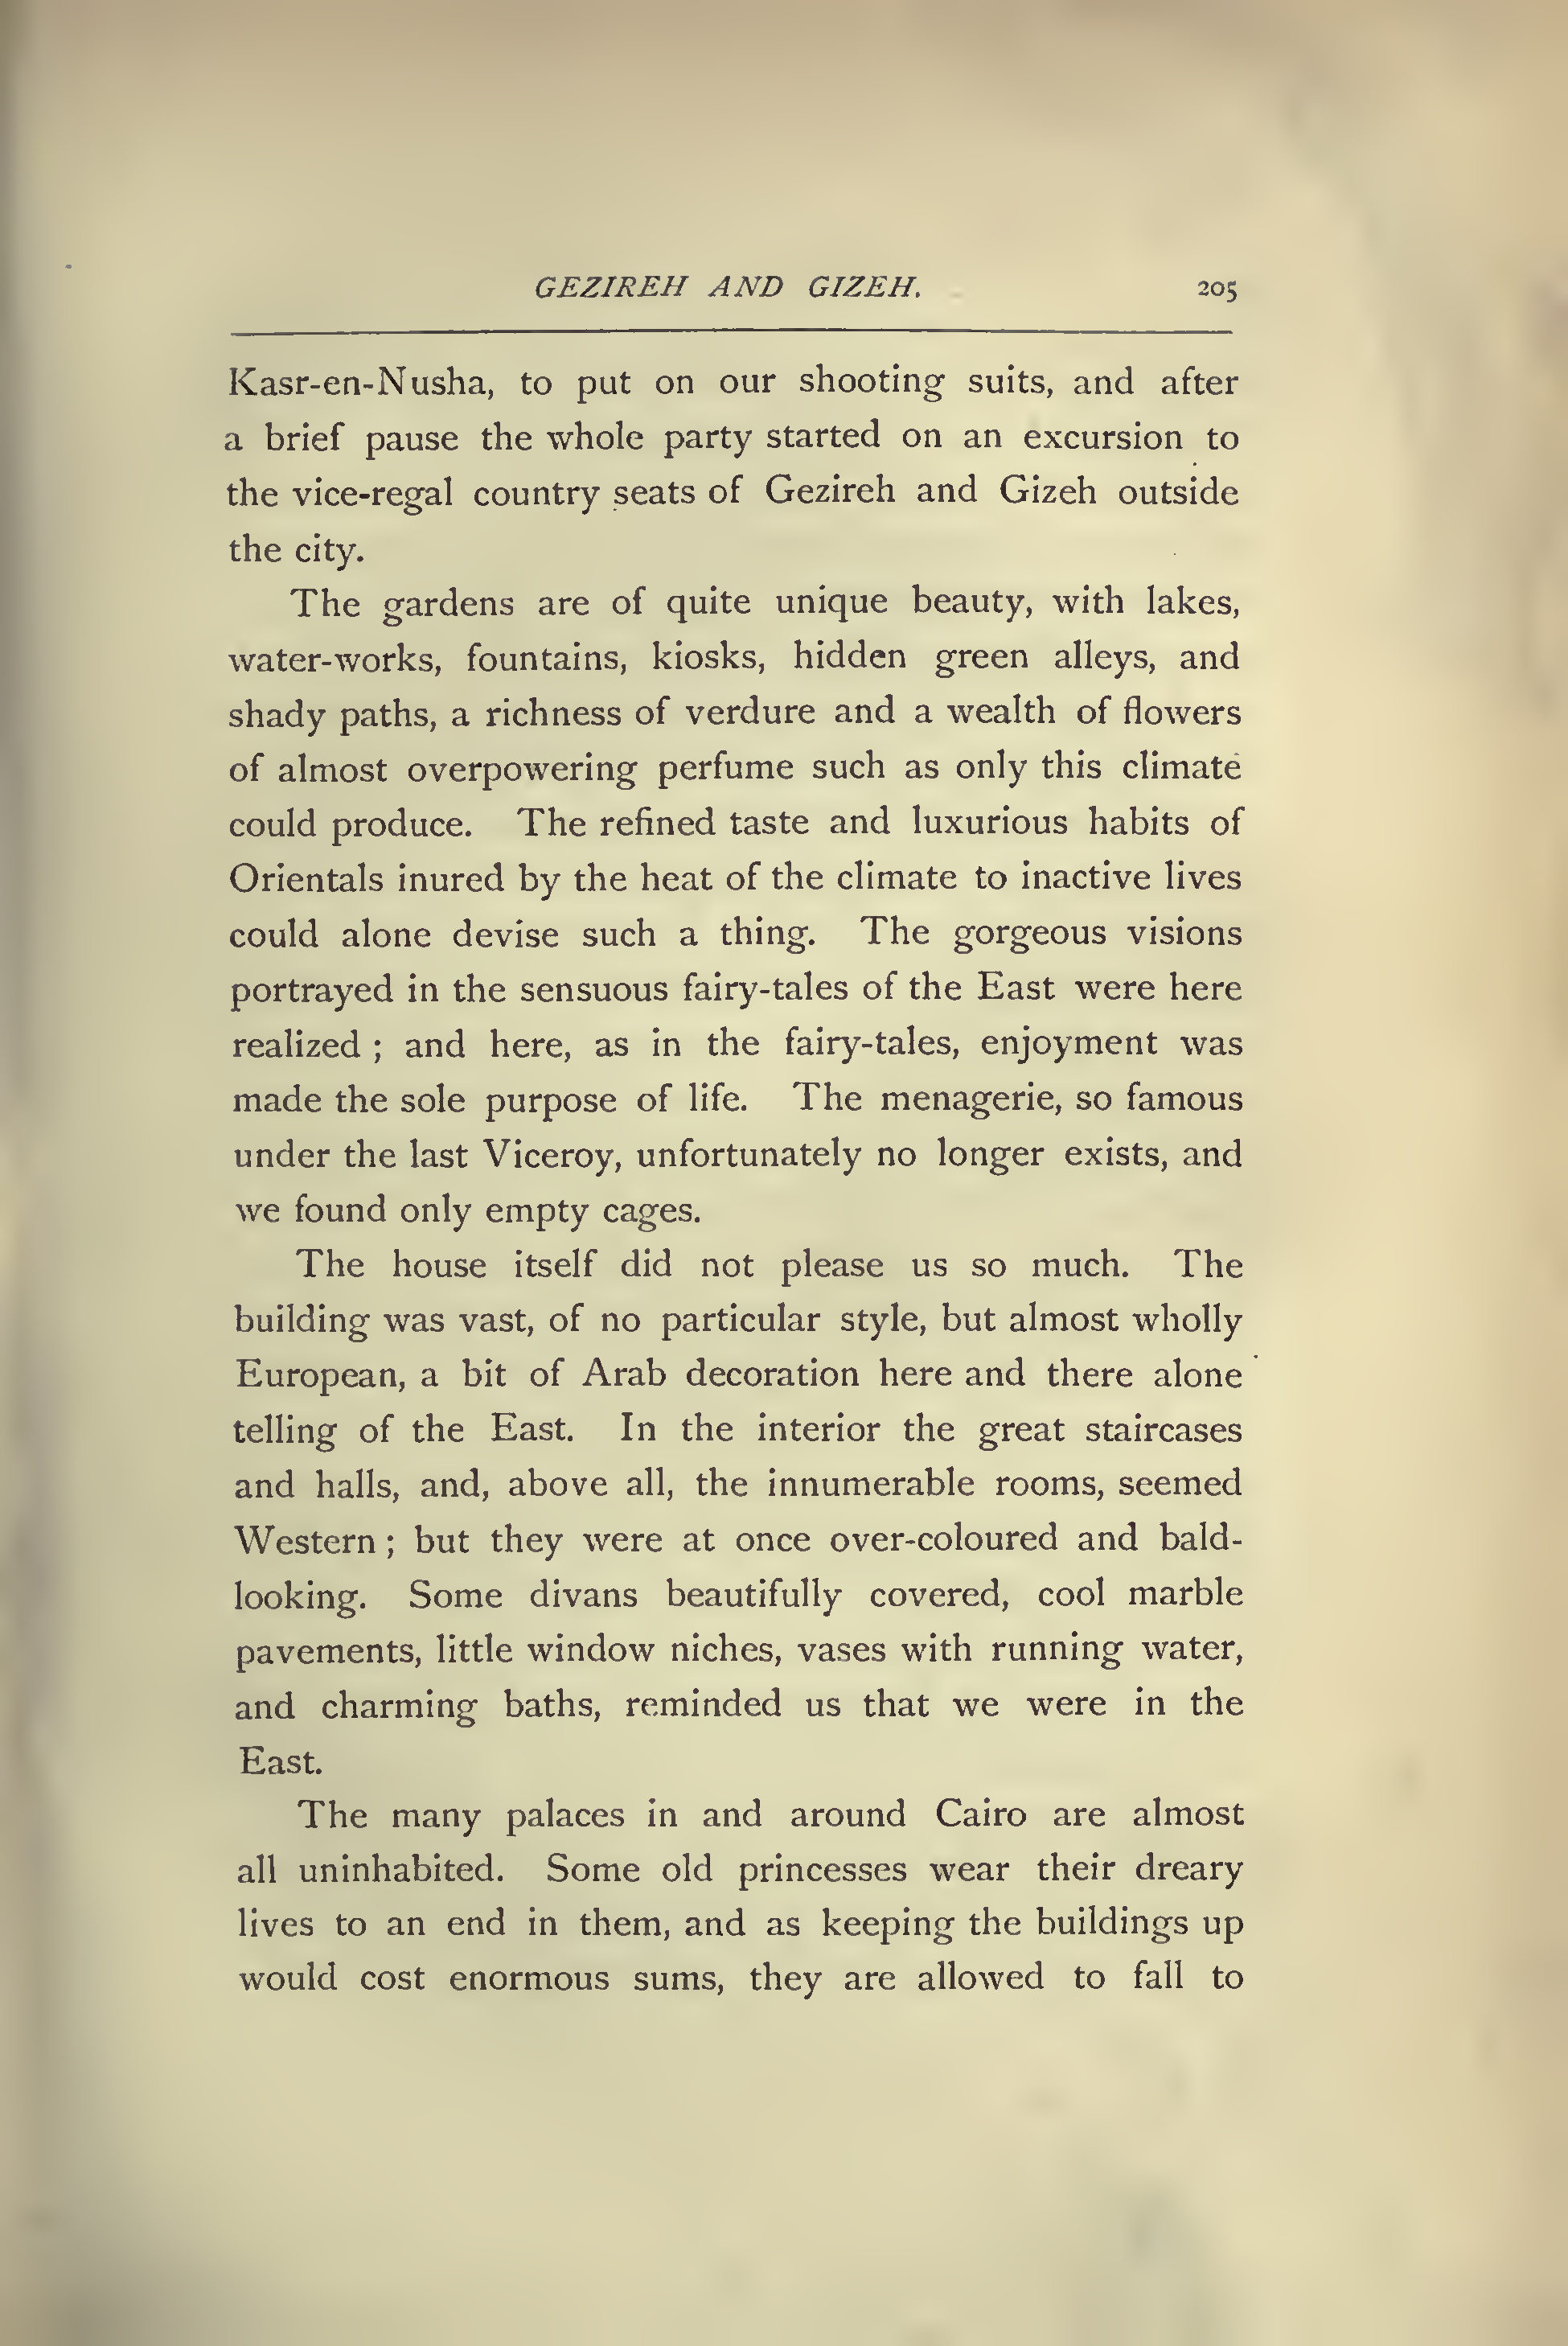 GEZIREH AND GIZEH. 205
Kasr-en-Nusha, to put on our shooting suits, and after
a brief pause the whole party started on an excursion to
the vice-regal country seats of Gezireh and Gizeh outside
the city.
The gardens are of quite unique beauty, with lakes,
water-works, fountains, kiosks, hidden green alleys, and
shady paths, a richness of verdure and a wealth of flowers
of almost overpowering perfume such as only this climate
could produce. The refined taste and luxurious habits of
Orientals inured by the heat of the climate to inactive lives
could alone devise such a thing. The gorgeous visions
portrayed in the sensuous fairy-tales of the East were here
realized ; and here, as in the fairy-tales, enjoyment was
made the sole purpose of life. The menagerie, so famous
under the last Viceroy, unfortunately no longer exists, and
we found only empty cages.
The house itself did not please us so much. The
building was vast, of no particular style, but almost wholly
European, a bit of Arab decoration here and there alone
telling of the East. In the interior the great staircases
and halls, and, above all, the innumerable rooms, seemed
Western ; but they were at once over-coloured and bald-
looking. Some divans beautifully covered, cool marble
pavements, little window niches, vases with running water,
and charming baths, reminded us that we were in the
East.
The many palaces in and around Cairo are almost
all uninhabited. Some old princesses wear their dreary
lives to an end in them, and as keeping the buildings up
would cost enormous sums, they are allowed to fall to